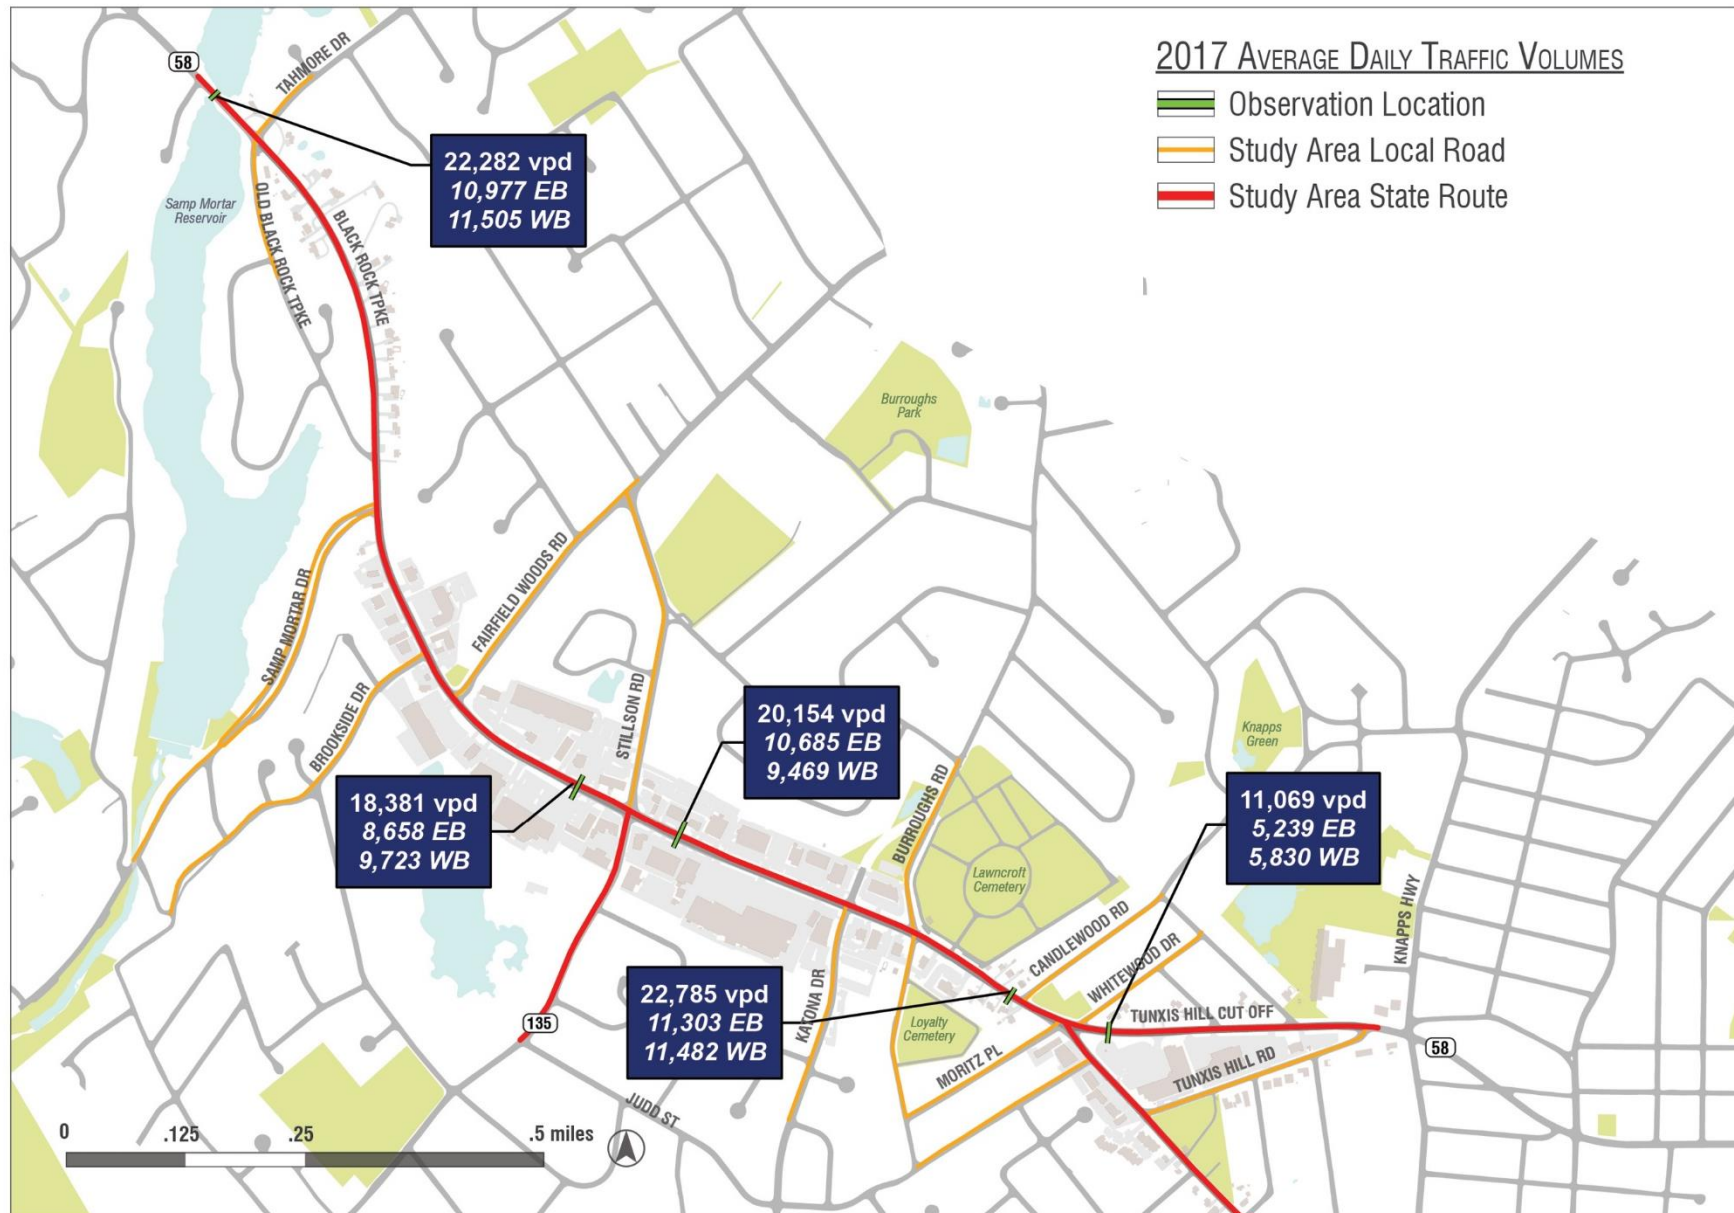 2017 AVERAGE DAILY TRAFFIC VOLUMES
Observation Location
Study Area Local Road
Study Area State Route
58
TAHMORE DR
22,282 vpd
10,977 EB
11,505 WB
Samp Mortar
Reservoir
OLD BLACK ROCK TPKE
BLACK ROCK TPKE
Burroughs
Park
FAIRFIELD WOODS RD
SAMP MORTAR DR
BROOKSIDE DR
STILLSON RD
20,154 vpd
10,685 EB
9,469 WB
Knapps
Green
18,381 vpd
8,658 EB
9,723 WB
BURROUGHS RD
11,069 vpd
5,239 EB
5,830 WB
Lawncroft
Cemetery
CANDLEWOOD RD
KNAPPS HWY
WHITEWOOD DR
22,785 vpd
11,303 EB
11,482 WB
KATONA DR
TUNXIS HILL CUT OFF
135
Loyalty
Cemetery
58
MORITZ PL
TUNXIS HILL RD
JUDD ST
0 .125 .25 .5 miles